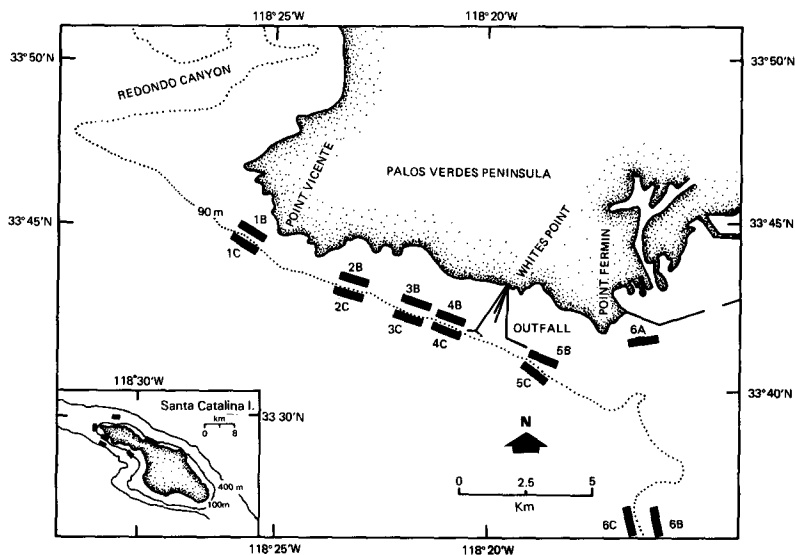 118°25'W
118°20'W
33°50'N
33°50'N
REDONDO CANYON
POINT VICENTE
PALOS VERDES PENINSULA
WHITES POINT
POINT FERMIN
33°45'N
33°45'N
90 m
1B
1C
2B
2C
3B
3C
4B
4C
OUTFALL
5B
5C
6A
33°40'N
118°30'W
Santa Catalina I.
km
0 8
33 30'N
400 m
100m
N
0 2.5 5
Km
6C
6B
118°25'W
118°20'W